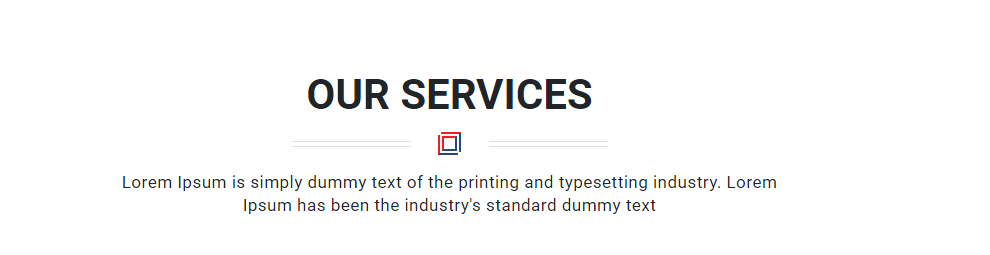 OUR SERVICES
Lorem Ipsum is simply dummy text of the printing and typesetting industry. Lorem
Ipsum has been the industry's standard dummy text